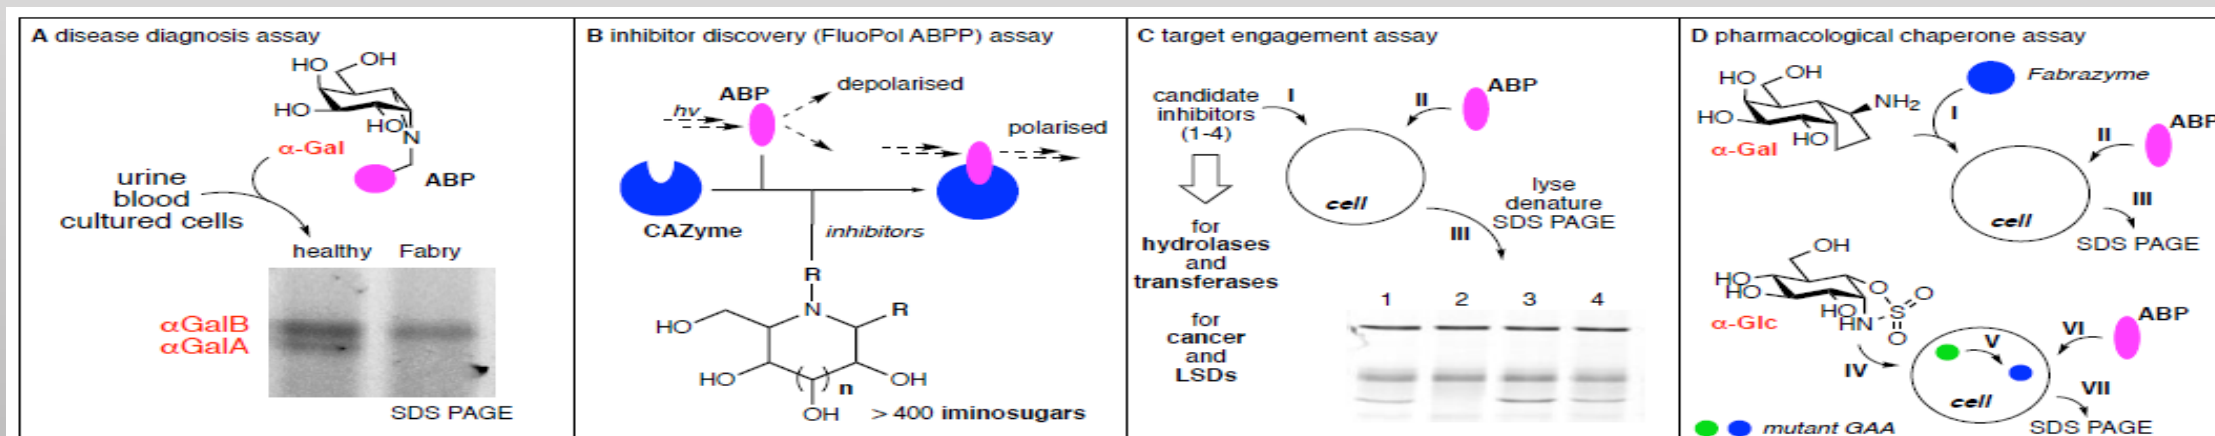 A disease diagnosis assay
HO
OH
HO
HO
N
α-Gal
ABP
urine
blood
cultured cells
healthy Fabry
αGalB
αGalA
SDS PAGE
B inhibitor discovery (FluoPol ABPP) assay
ABP
depolarised
hv
polarised
CAZyme
inhibitors
R
N
R
HO
HO
( )
n
OH
OH
> 400 iminosugars
C target engagement assay
candidate
inhibitors
(1-4)
I
II
ABP
cell
for
hydrolases
and
transferases
for
cancer
and
LSDs
lyse
denature
SDS PAGE
III
1 2 3 4
D pharmacological chaperone assay
HO
OH
HO
HO
NH2
α-Gal
Fabrazyme
I
II
ABP
cell
III
SDS PAGE
OH
HO
HO
HO
HN
O
S
O
O
α-Glc
IV
V
VI
ABP
cell
VII
SDS PAGE
mutant GAA